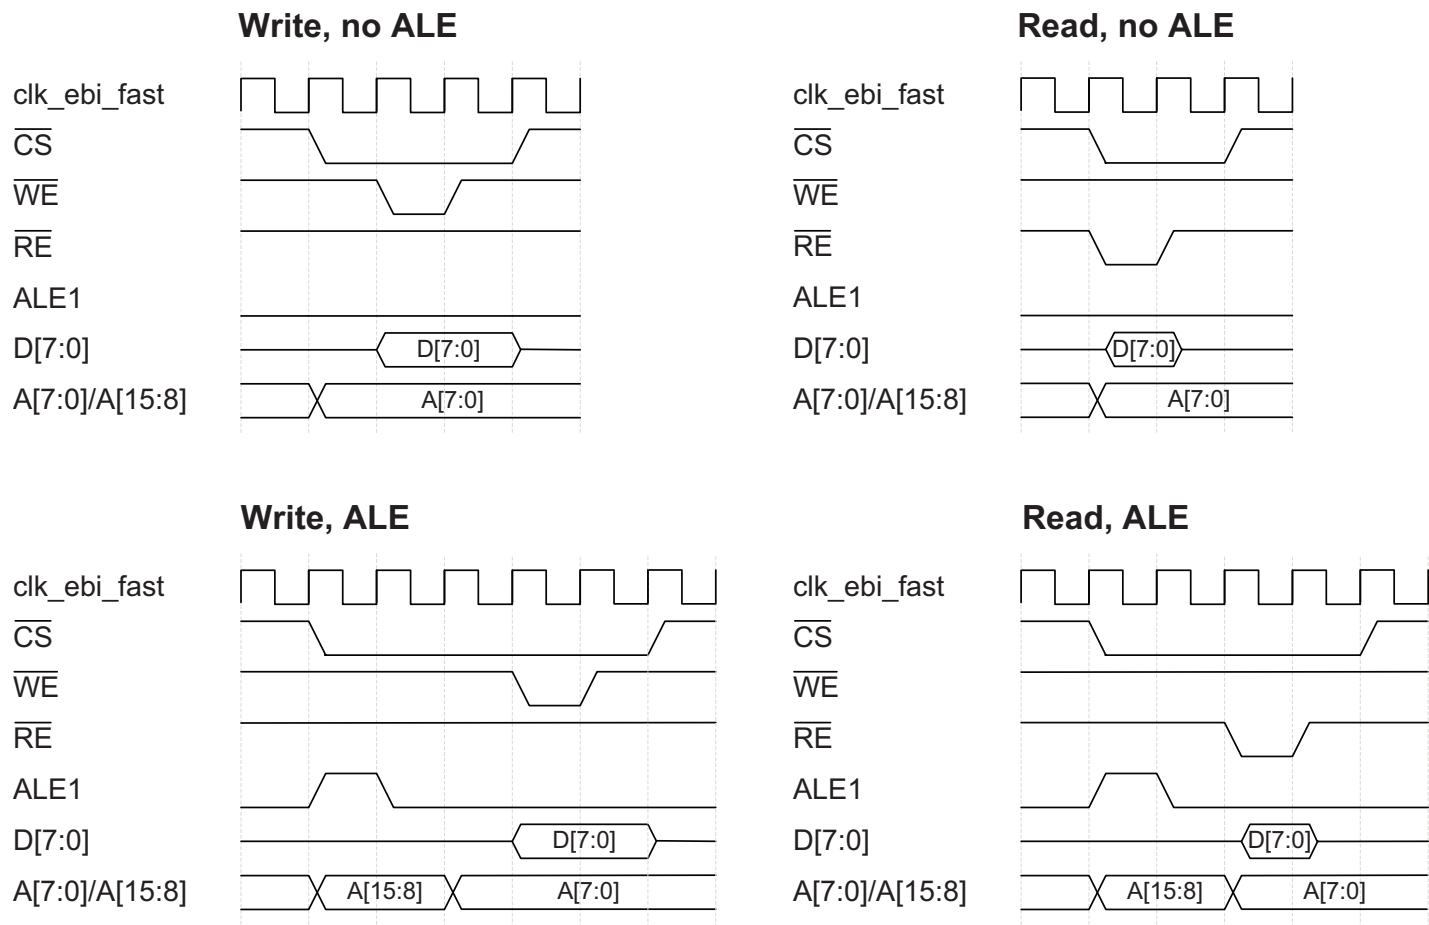 Write, no ALE
clk_ebi_fast
CS
WE
RE
ALE1
D[7:0]
D[7:0]
A[7:0]/A[15:8]
A[7:0]
Read, no ALE
clk_ebi_fast
CS
WE
RE
ALE1
D[7:0]
D[7:0]
A[7:0]/A[15:8]
A[7:0]
Write, ALE
clk_ebi_fast
CS
WE
RE
ALE1
D[7:0]
D[7:0]
A[7:0]/A[15:8]
A[15:8]
A[7:0]
Read, ALE
clk_ebi_fast
CS
WE
RE
ALE1
D[7:0]
D[7:0]
A[7:0]/A[15:8]
A[15:8]
A[7:0]